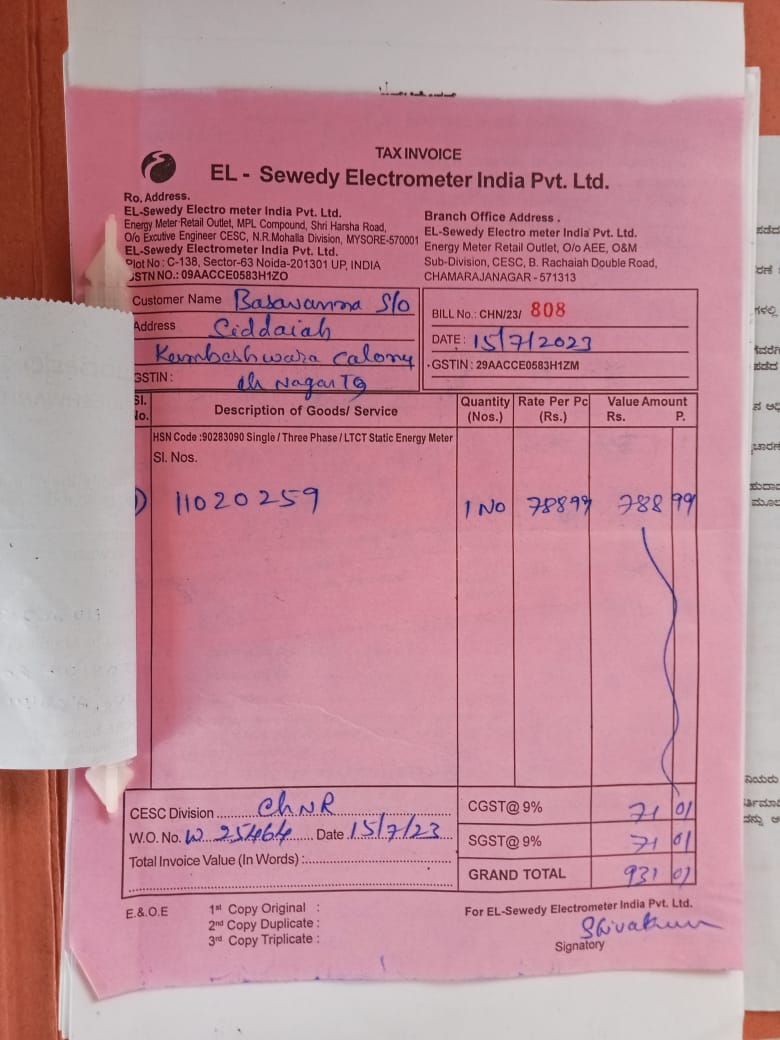 TAX INVOICE
EL - Sewedy Electrometer India Pvt. Ltd.
Ro. Address.
EL-Sewedy Electro meter India Pvt. Ltd.
Energy Meter Retail Outlet, MPL Compound, Shri Harsha Road,
O/o Excutive Engineer CESC, N.R.Mohalla Division, MYSORE-570001
EL-Sewedy Electrometer India Pvt. Ltd.
Plot No : C-138, Sector-63 Noida-201301 UP, INDIA
GSTN NO.: 09AACCE0583H1ZO
Branch Office Address .
EL-Sewedy Electro meter India Pvt. Ltd.
Energy Meter Retail Outlet, O/o AEE, O&M
Sub-Division, CESC, B. Rachaiah Double Road,
CHAMARAJANAGAR - 571313
Customer Name Basavanna S/o
Address Siddaiah
Colony
GSTIN : Ch Nagar TQ
BILL No.: CHN/23/ 808
DATE : 15/7/2023
GSTIN : 29AACCE0583H1ZM
Sl. No. Description of Goods/ Service Quantity (Nos.) Rate Per Pc (Rs.) Value Amount Rs. P.
HSN Code :90283090 Single / Three Phase / LTCT Static Energy Meter
Sl. Nos.
1) 11020259 1 No 78899 788 99
CESC Division ChNR
W.O. No. W 25464 Date 15/7/23
Total Invoice Value (In Words) :
CGST@ 9% 71 01
SGST@ 9% 71 01
GRAND TOTAL 931 01
E.& O.E
1st Copy Original :
2nd Copy Duplicate :
3rd Copy Triplicate :
For EL-Sewedy Electrometer India Pvt. Ltd.
Signatory